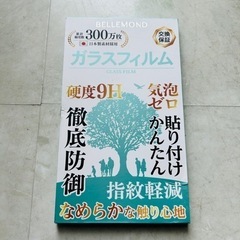 BELLEMOND
300万枚
日本製素材使用
交換
保証
ガラスフィルム
GLASS FILM
硬度9H
気泡
ゼロ
徹底防御
貼り付け
かんたん
指紋軽減
なめらかな触り心地